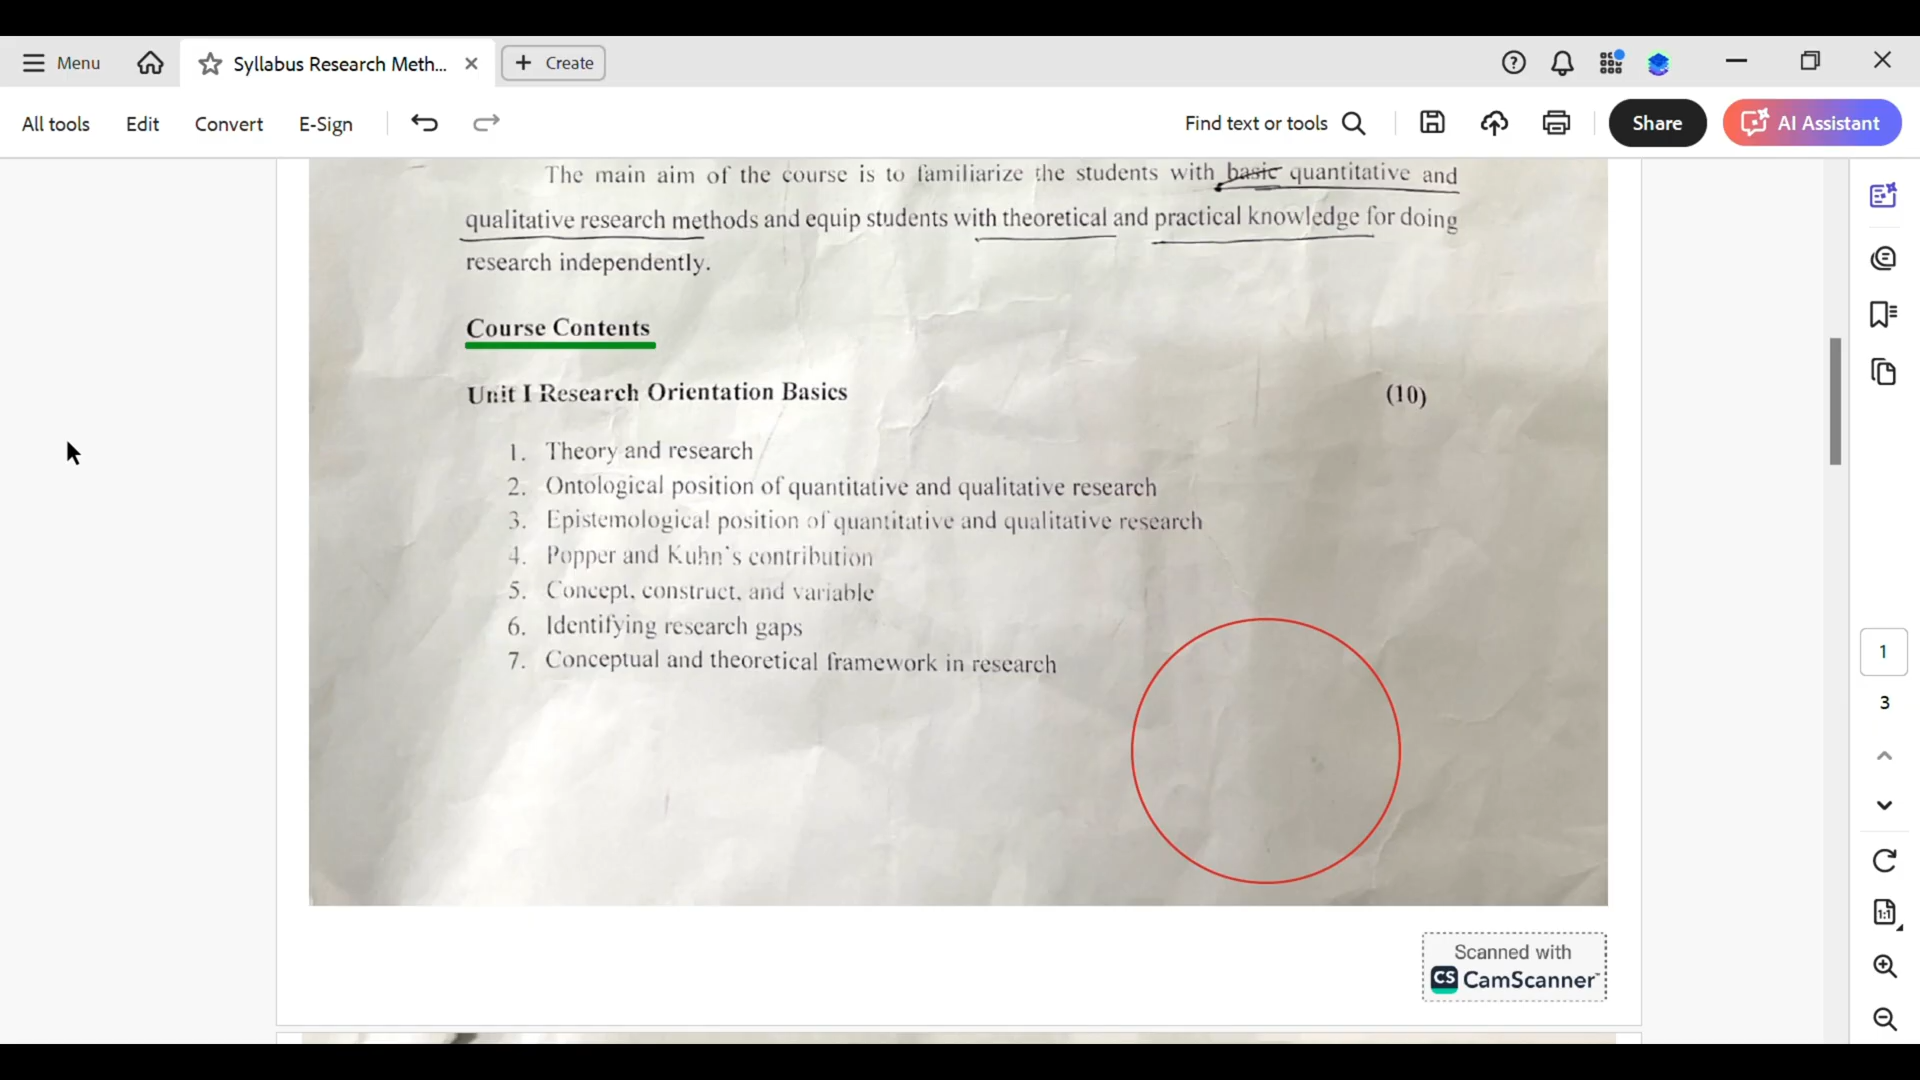 Menu
Syllabus Research Meth...
Create
All tools
Edit
Convert
E-Sign
Find text or tools
Share
AI Assistant
The main aim of the course is to familiarize the students with basic quantitative and
qualitative research methods and equip students with theoretical and practical knowledge for doing
research independently.
Course Contents
Unit I Research Orientation Basics (10)
1. Theory and research
2. Ontological position of quantitative and qualitative research
3. Epistemological position of quantitative and qualitative research
4. Popper and Kuhn's contribution
5. Concept, construct, and variable
6. Identifying research gaps
7. Conceptual and theoretical framework in research
1
3
1:1
Scanned with
CS CamScanner